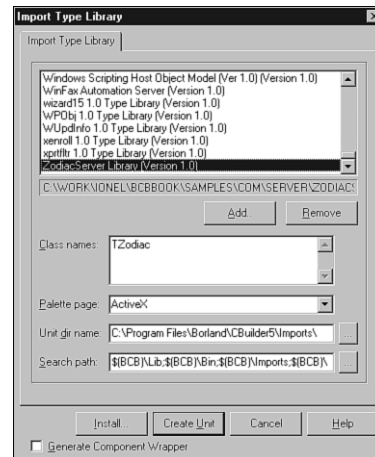 Import Type Library
Import Type Library
Windows Scripting Host Object Model (Ver 1.0) (Version 1.0)
WinFax Automation Server (Version 1.0)
wizard15 1.0 Type Library (Version 1.0)
WPObj 1.0 Type Library (Version 1.0)
WUpdInfo 1.0 Type Library (Version 1.0)
xenroll 1.0 Type Library (Version 1.0)
xprtfltr 1.0 Type Library (Version 1.0)
ZodiacServer Library (Version 1.0)
C:\WORK\IONEL\BCBBOOK\SAMPLES\COM\SERVER\ZODIACS
Add... Remove
Class names: TZodiac
Palette page: ActiveX
Unit dir name: C:\Program Files\Borland\CBuilder5\Imports\ ...
Search path: $(BCB)\Lib;$(BCB)\Bin;$(BCB)\Imports;$(BCB)\ ...
Install... Create Unit Cancel Help
Generate Component Wrapper